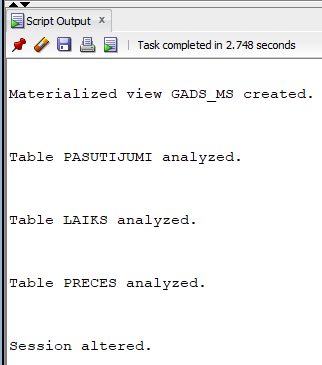 Script Output x
Task completed in 2.748 seconds
Materialized view GADS_MS created.
Table PASUTIJUMI analyzed.
Table LAIKS analyzed.
Table PRECES analyzed.
Session altered.